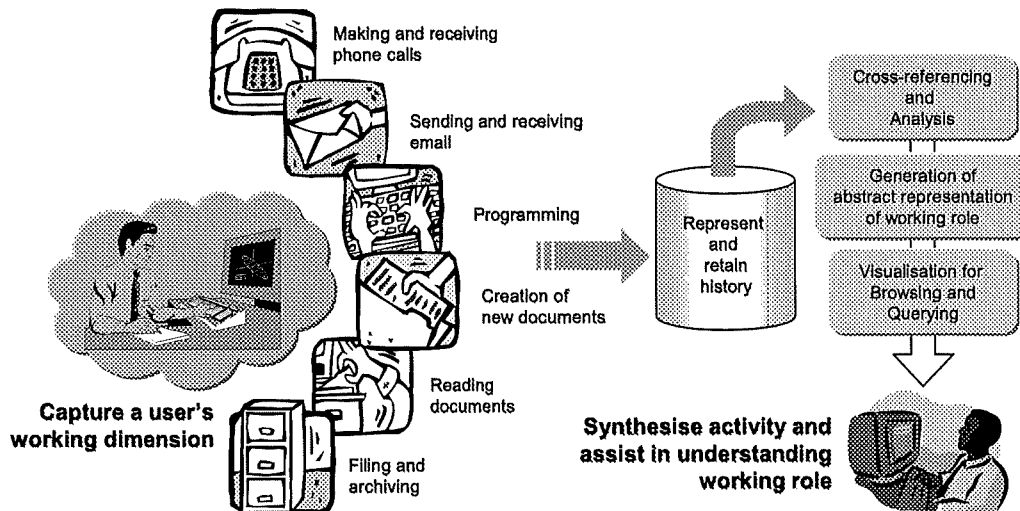 Making and receiving
phone calls
Sending and receiving
email
Programming
Creation of
new documents
Reading
documents
Filing and
archiving
Capture a user's
working dimension
Represent
and
retain
history
Cross-referencing
and
Analysis
Generation of
abstract representation
of working role
Visualisation for
Browsing and
Querying
Synthesise activity and
assist in understanding
working role